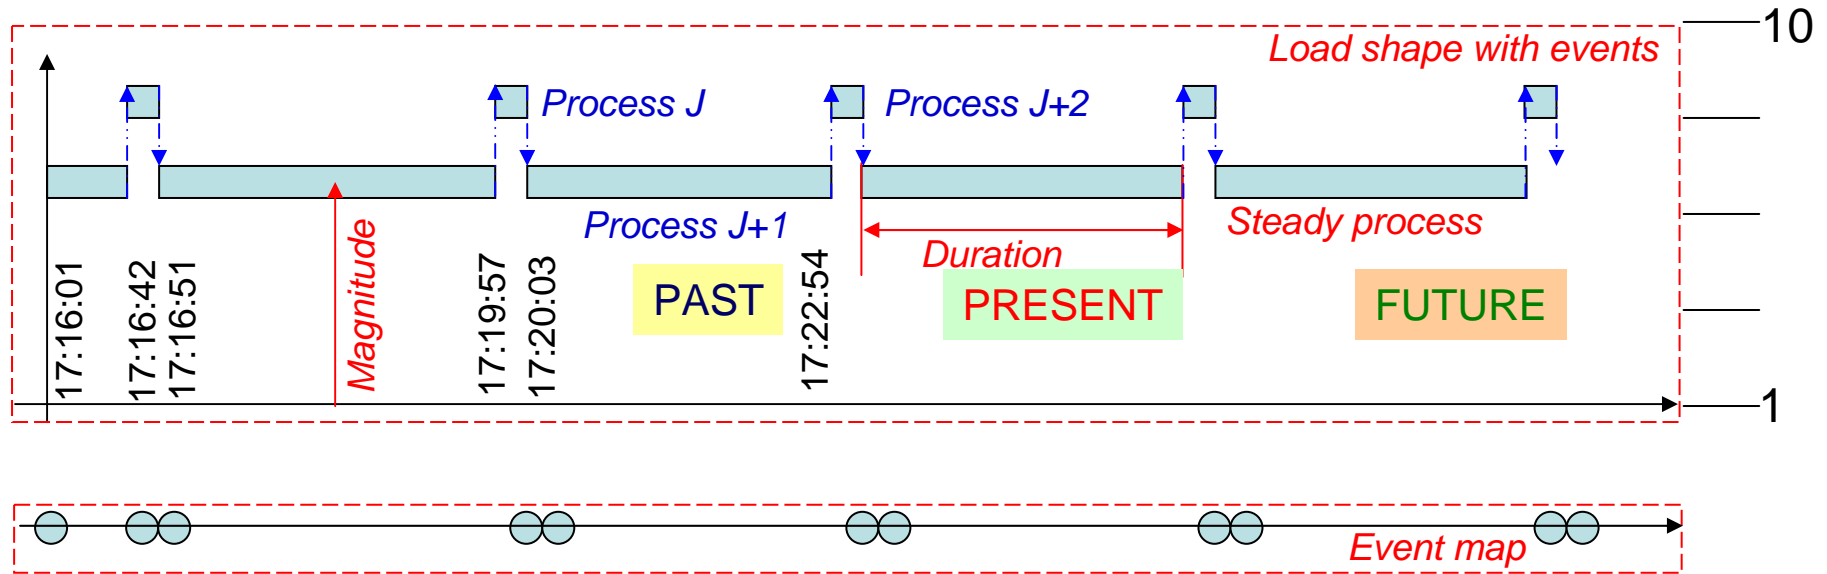 10
Load shape with events
Process J
Process J+2
Process J+1
Steady process
Duration
Magnitude
17:16:01
17:16:42
17:16:51
17:19:57
17:20:03
17:22:54
PAST
PRESENT
FUTURE
1
Event map